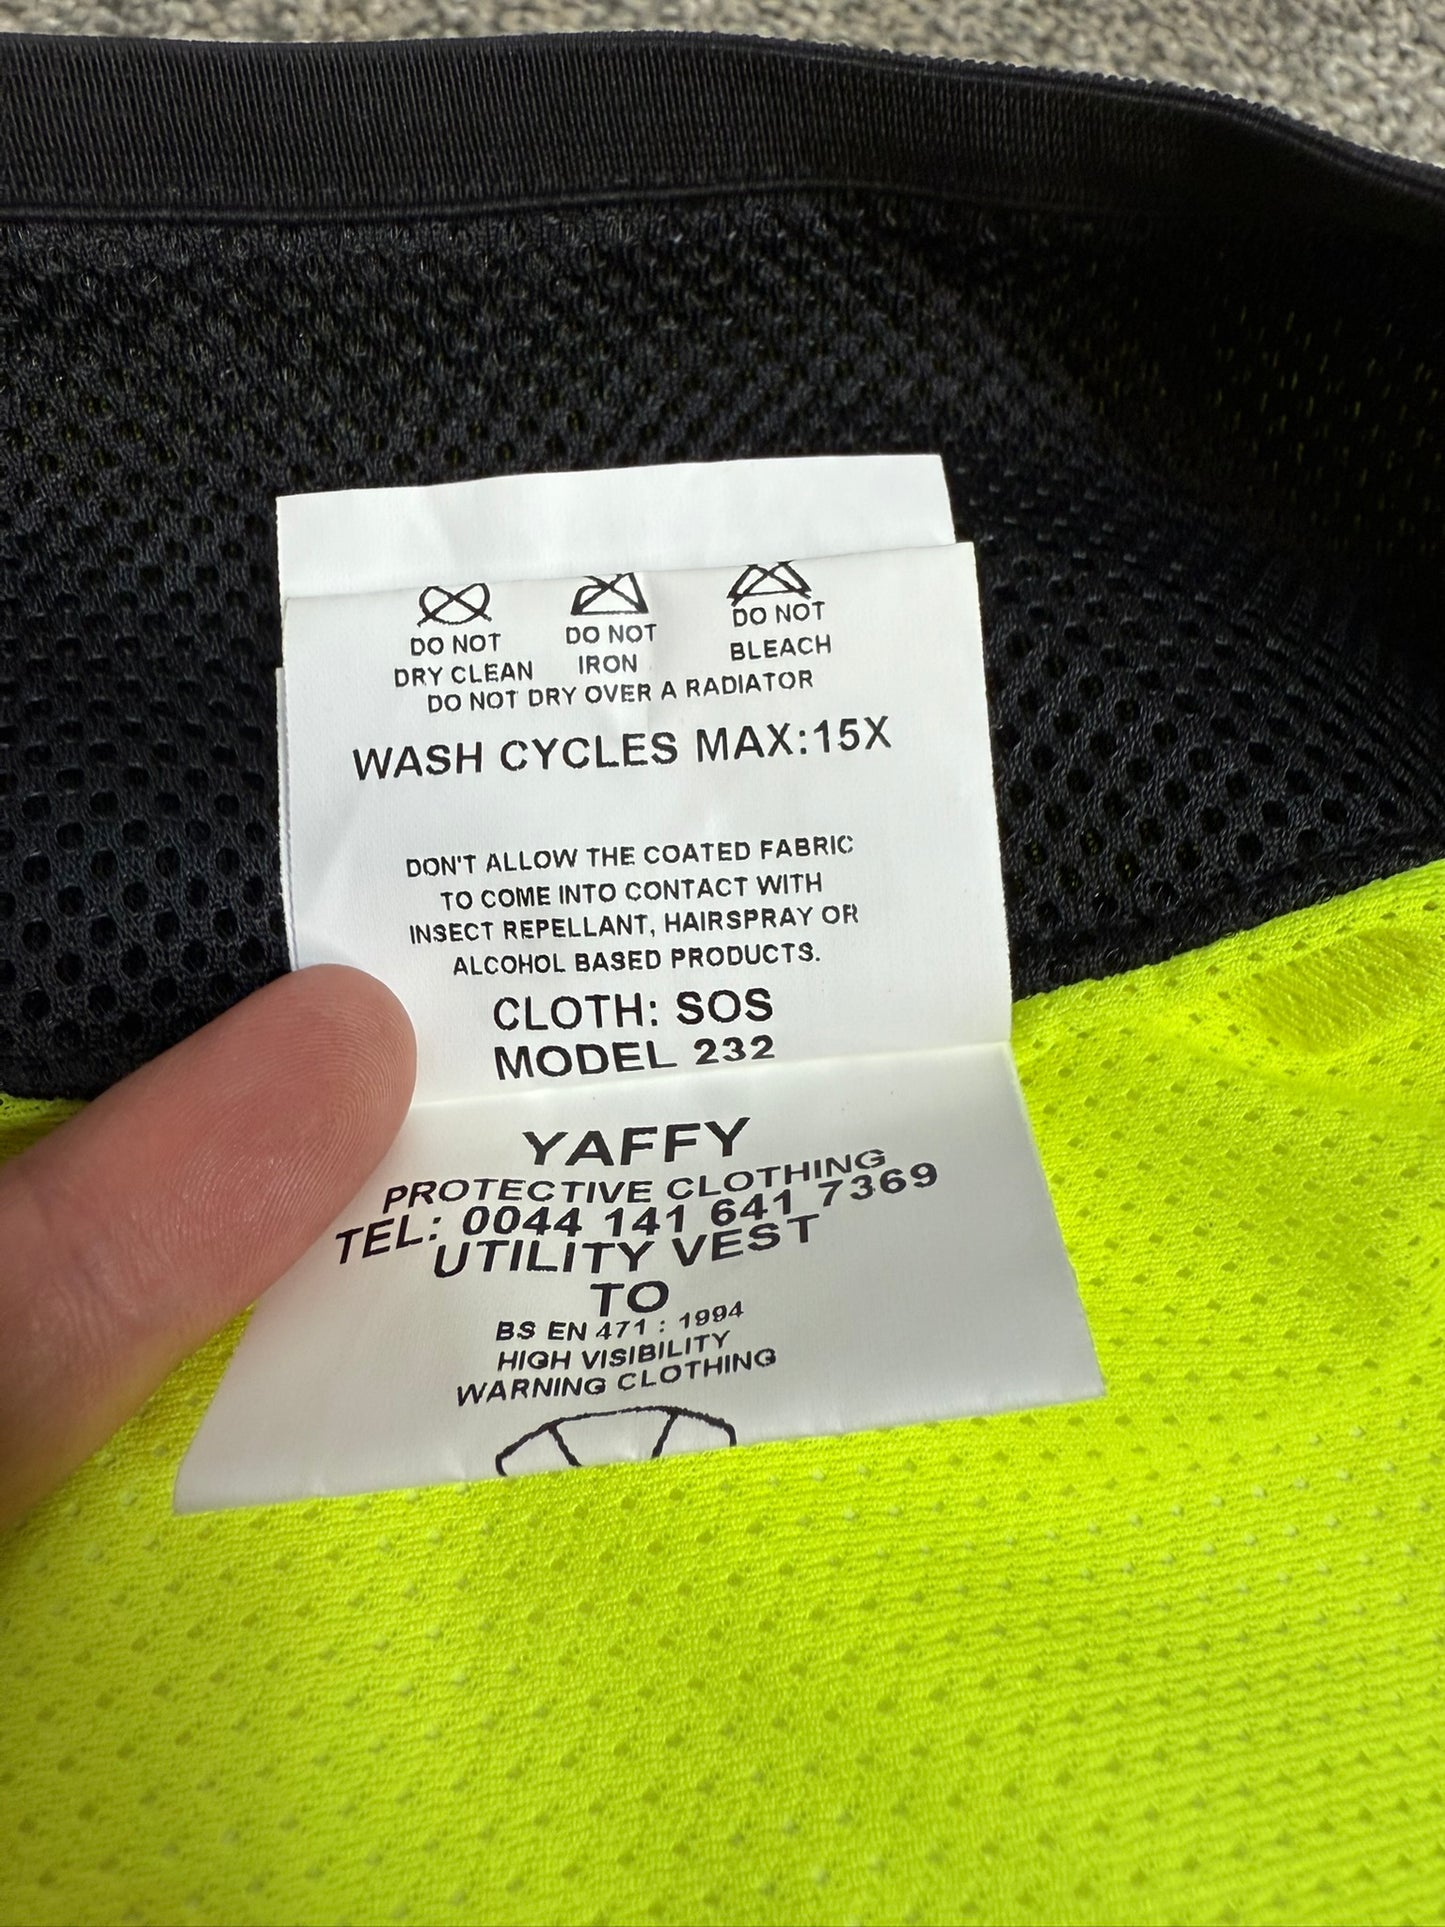 DO NOT
DRY CLEAN
DO NOT
IRON
DO NOT
BLEACH
DO NOT DRY OVER A RADIATOR
WASH CYCLES MAX:15X
DON'T ALLOW THE COATED FABRIC
TO COME INTO CONTACT WITH
INSECT REPELLANT, HAIRSPRAY OR
ALCOHOL BASED PRODUCTS.
CLOTH: SOS
MODEL 232
YAFFY
PROTECTIVE CLOTHING
TEL: 0044 141 641 7369
UTILITY VEST
TO
BS EN 471 : 1994
HIGH VISIBILITY
WARNING CLOTHING